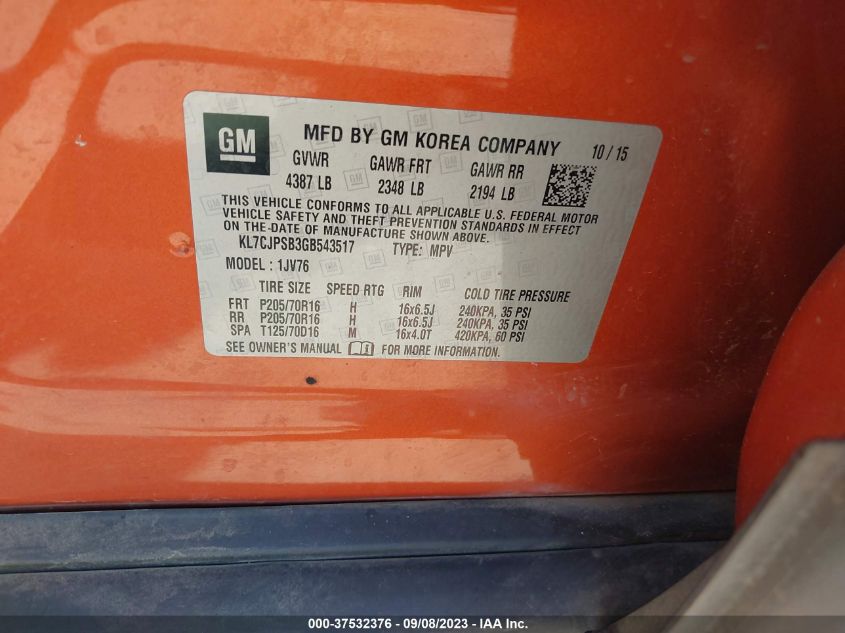 GM
MFD BY GM KOREA COMPANY 10/15
GVWR GAWR FRT GAWR RR
4387 LB 2348 LB 2194 LB
THIS VEHICLE CONFORMS TO ALL APPLICABLE U.S. FEDERAL MOTOR
VEHICLE SAFETY AND THEFT PREVENTION STANDARDS IN EFFECT
ON THE-DATE OF MANUFACTURE SHOWN ABOVE.
KL7CJPSB3GB543517 TYPE: MPV
MODEL : 1JV76
TIRE SIZE SPEED RTG RIM COLD TIRE PRESSURE
FRT P205/70R16 H 16x6.5J 240KPA, 35 PSI
RR P205/70R16 H 16x6.5J 240KPA, 35 PSI
SPA T125/70D16 M 16x4.0T 420KPA, 60 PSI
SEE OWNER'S MANUAL FOR MORE INFORMATION.
000-37532376 - 09/08/2023 - IAA Inc.